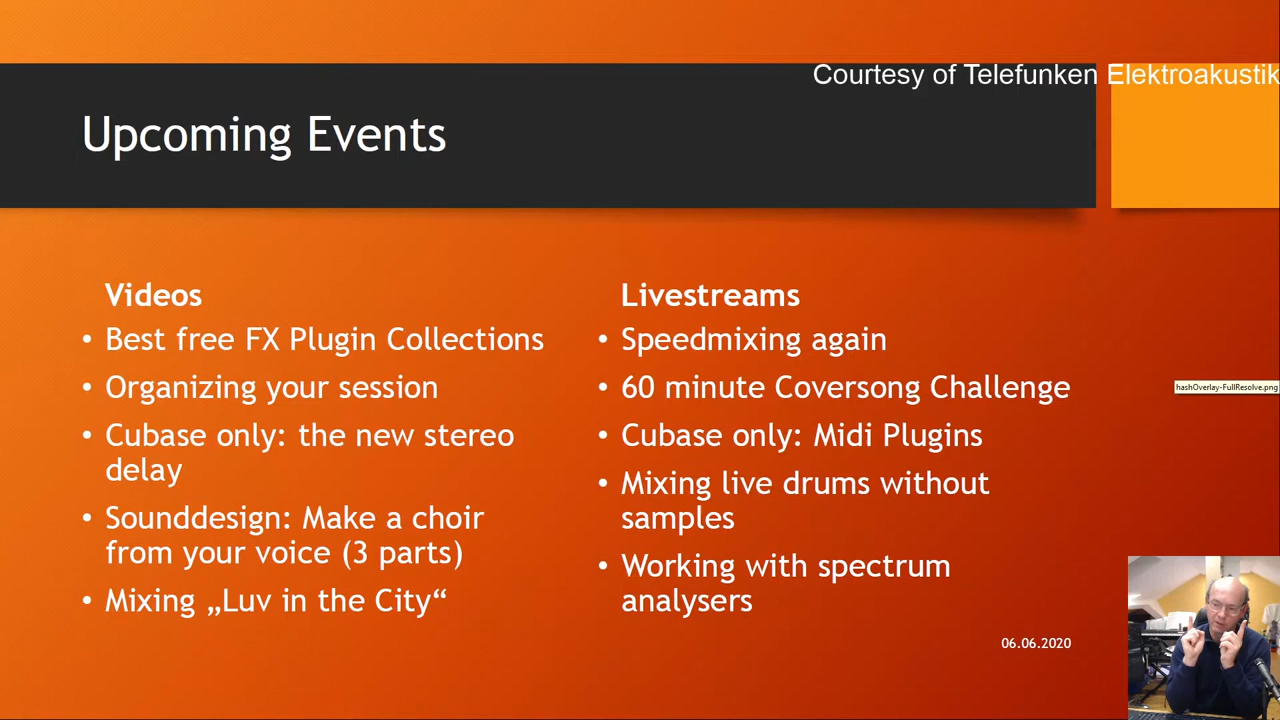 Courtesy of Telefunken Elektroakustik
Upcoming Events
Videos
• Best free FX Plugin Collections
• Organizing your session
• Cubase only: the new stereo
delay
• Sounddesign: Make a choir
from your voice (3 parts)
• Mixing „Luv in the City“
Livestreams
• Speedmixing again
• 60 minute Coversong Challenge
• Cubase only: Midi Plugins
• Mixing live drums without
samples
• Working with spectrum
analysers
hashOverlay-FullResolve.png
06.06.2020